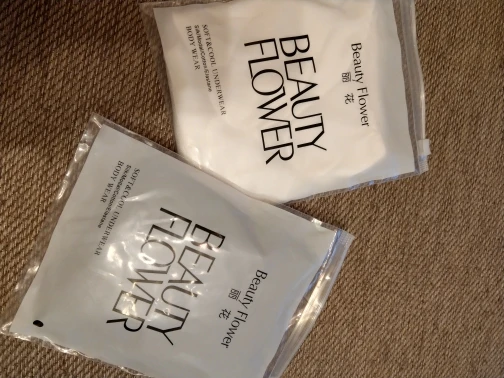 Beauty Flower
丽 花
BEAUTY
FLOWER
SOFT&COOL UNDERWEAR
BODY WEAR
Beauty Flower
丽 花
BEAUTY
FLOWER
SOFT&COOL UNDERWEAR
BODY WEAR